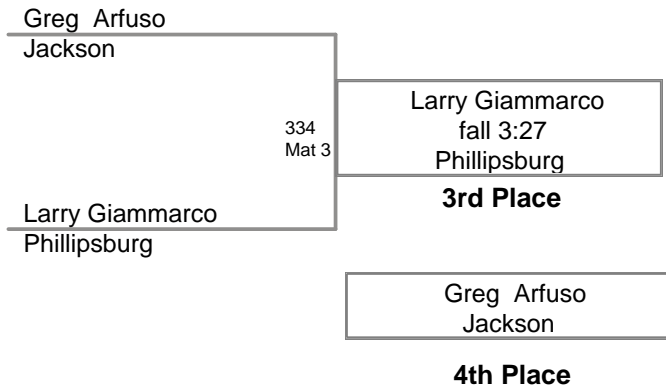 Greg Arfuso
Jackson
Larry Giammarco
fall 3:27
Phillipsburg
334
Mat 3
3rd Place
Larry Giammarco
Phillipsburg
Greg Arfuso
Jackson
4th Place